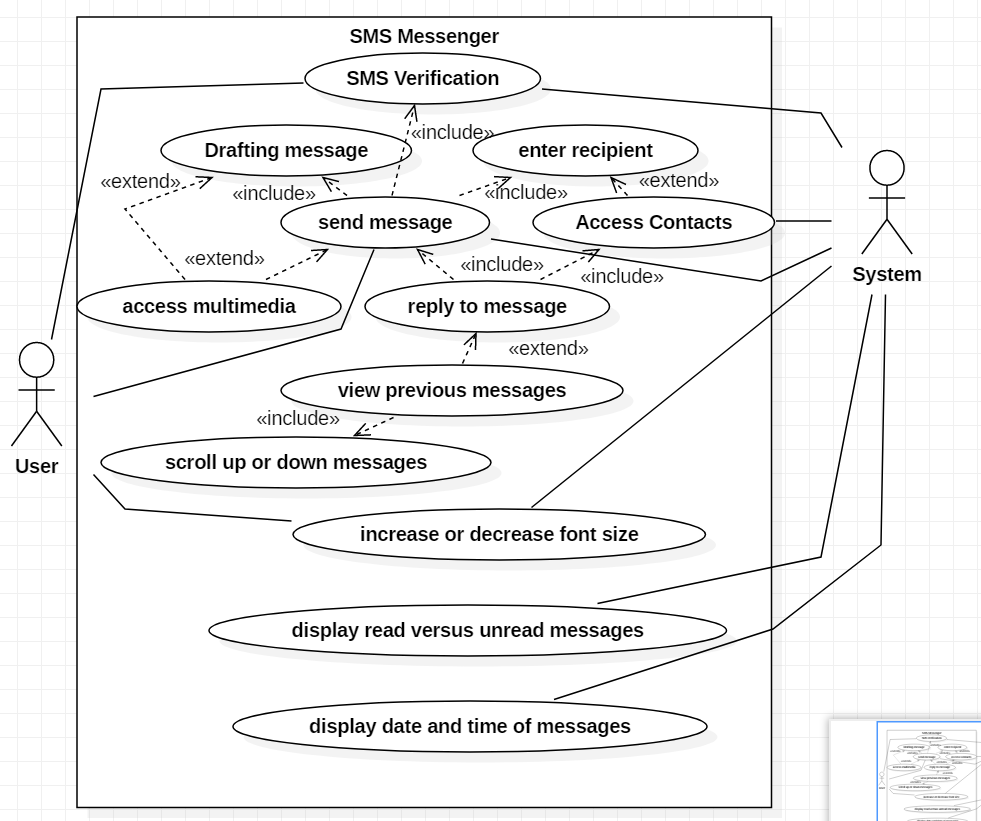 SMS Messenger
SMS Verification
«include»
Drafting message
enter recipient
«extend»
«include»
«include»
«extend»
send message
Access Contacts
«extend»
«include»
«include»
System
access multimedia
reply to message
«extend»
view previous messages
«include»
User
scroll up or down messages
increase or decrease font size
display read versus unread messages
display date and time of messages